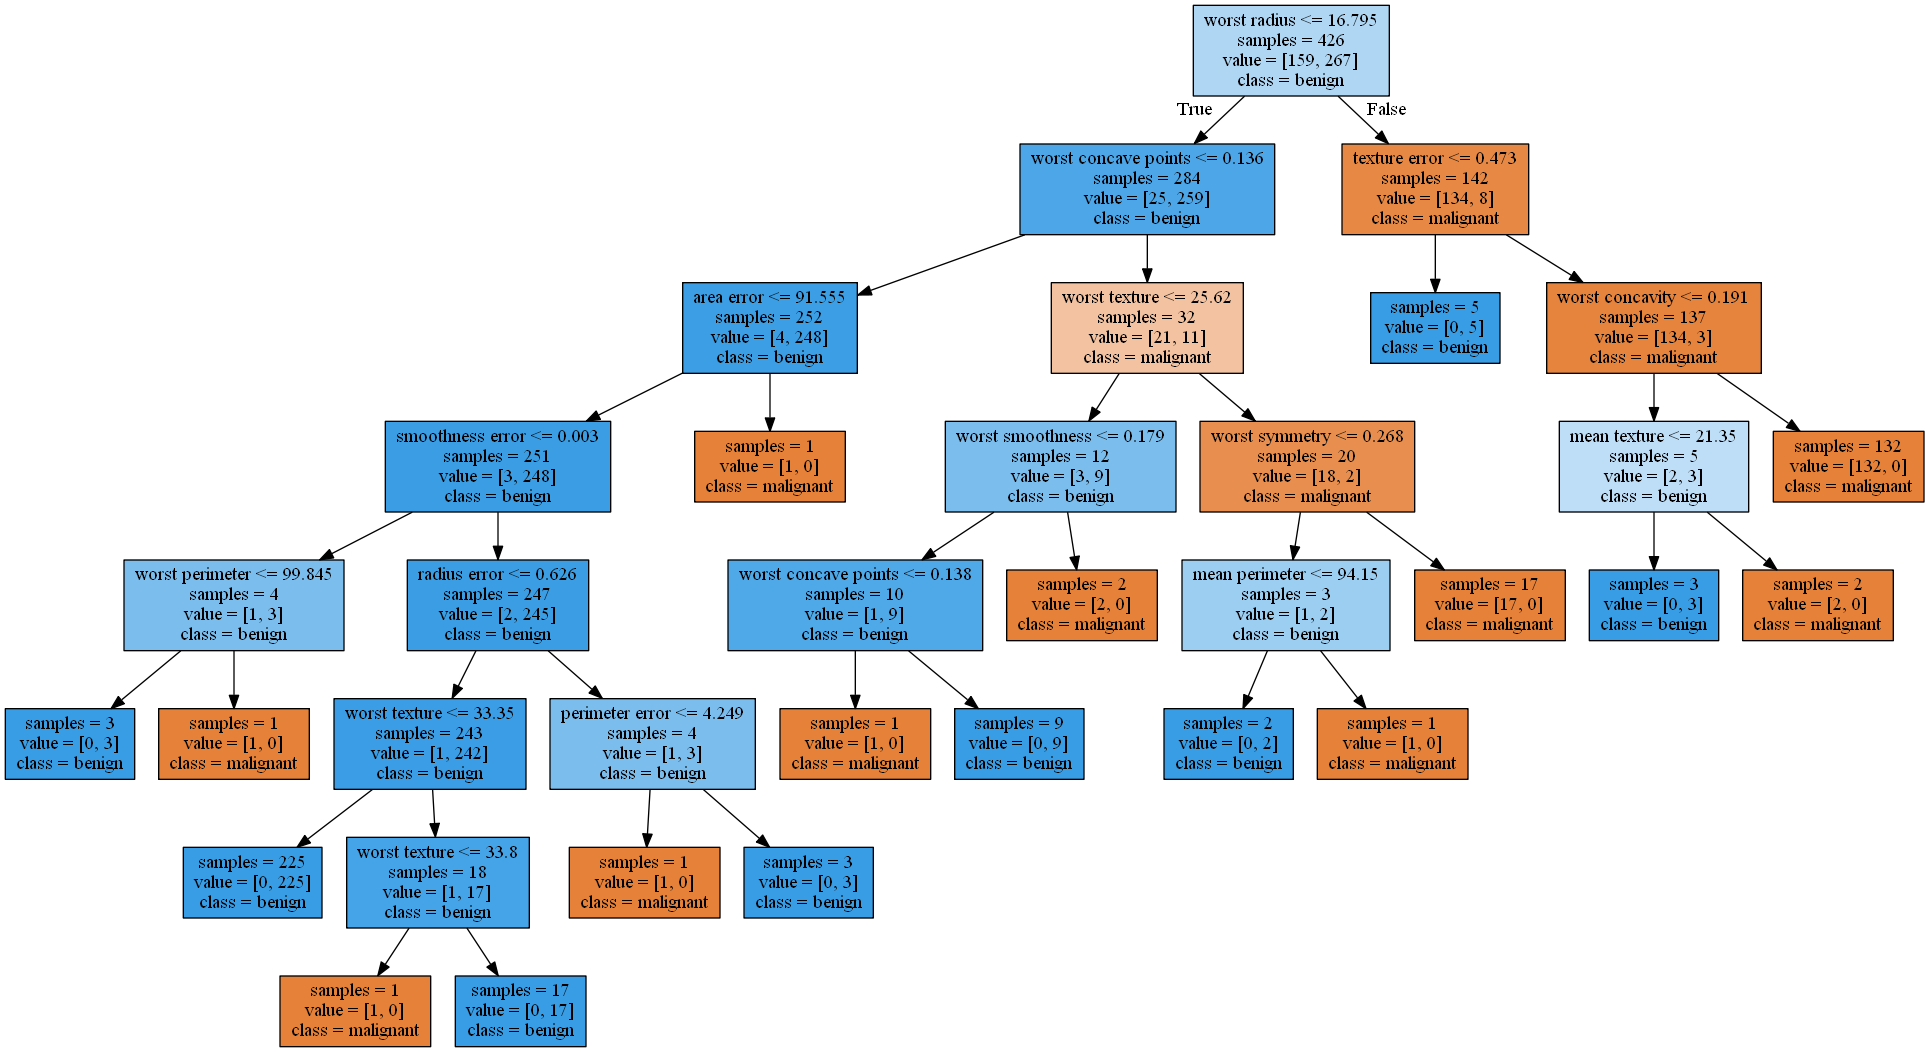 worst radius <= 16.795
samples = 426
value = [159, 267]
class = benign
True
False
worst concave points <= 0.136
samples = 284
value = [25, 259]
class = benign
texture error <= 0.473
samples = 142
value = [134, 8]
class = malignant
area error <= 91.555
samples = 252
value = [4, 248]
class = benign
worst texture <= 25.62
samples = 32
value = [21, 11]
class = malignant
samples = 5
value = [0, 5]
class = benign
worst concavity <= 0.191
samples = 137
value = [134, 3]
class = malignant
smoothness error <= 0.003
samples = 251
value = [3, 248]
class = benign
samples = 1
value = [1, 0]
class = malignant
worst smoothness <= 0.179
samples = 12
value = [3, 9]
class = benign
worst symmetry <= 0.268
samples = 20
value = [18, 2]
class = malignant
mean texture <= 21.35
samples = 5
value = [2, 3]
class = benign
samples = 132
value = [132, 0]
class = malignant
worst perimeter <= 99.845
samples = 4
value = [1, 3]
class = benign
radius error <= 0.626
samples = 247
value = [2, 245]
class = benign
worst concave points <= 0.138
samples = 10
value = [1, 9]
class = benign
samples = 2
value = [2, 0]
class = malignant
mean perimeter <= 94.15
samples = 3
value = [1, 2]
class = benign
samples = 17
value = [17, 0]
class = malignant
samples = 3
value = [0, 3]
class = benign
samples = 2
value = [2, 0]
class = malignant
samples = 3
value = [0, 3]
class = benign
samples = 1
value = [1, 0]
class = malignant
worst texture <= 33.35
samples = 243
value = [1, 242]
class = benign
perimeter error <= 4.249
samples = 4
value = [1, 3]
class = benign
samples = 1
value = [1, 0]
class = malignant
samples = 9
value = [0, 9]
class = benign
samples = 2
value = [0, 2]
class = benign
samples = 1
value = [1, 0]
class = malignant
samples = 225
value = [0, 225]
class = benign
worst texture <= 33.8
samples = 18
value = [1, 17]
class = benign
samples = 1
value = [1, 0]
class = malignant
samples = 3
value = [0, 3]
class = benign
samples = 1
value = [1, 0]
class = malignant
samples = 17
value = [0, 17]
class = benign